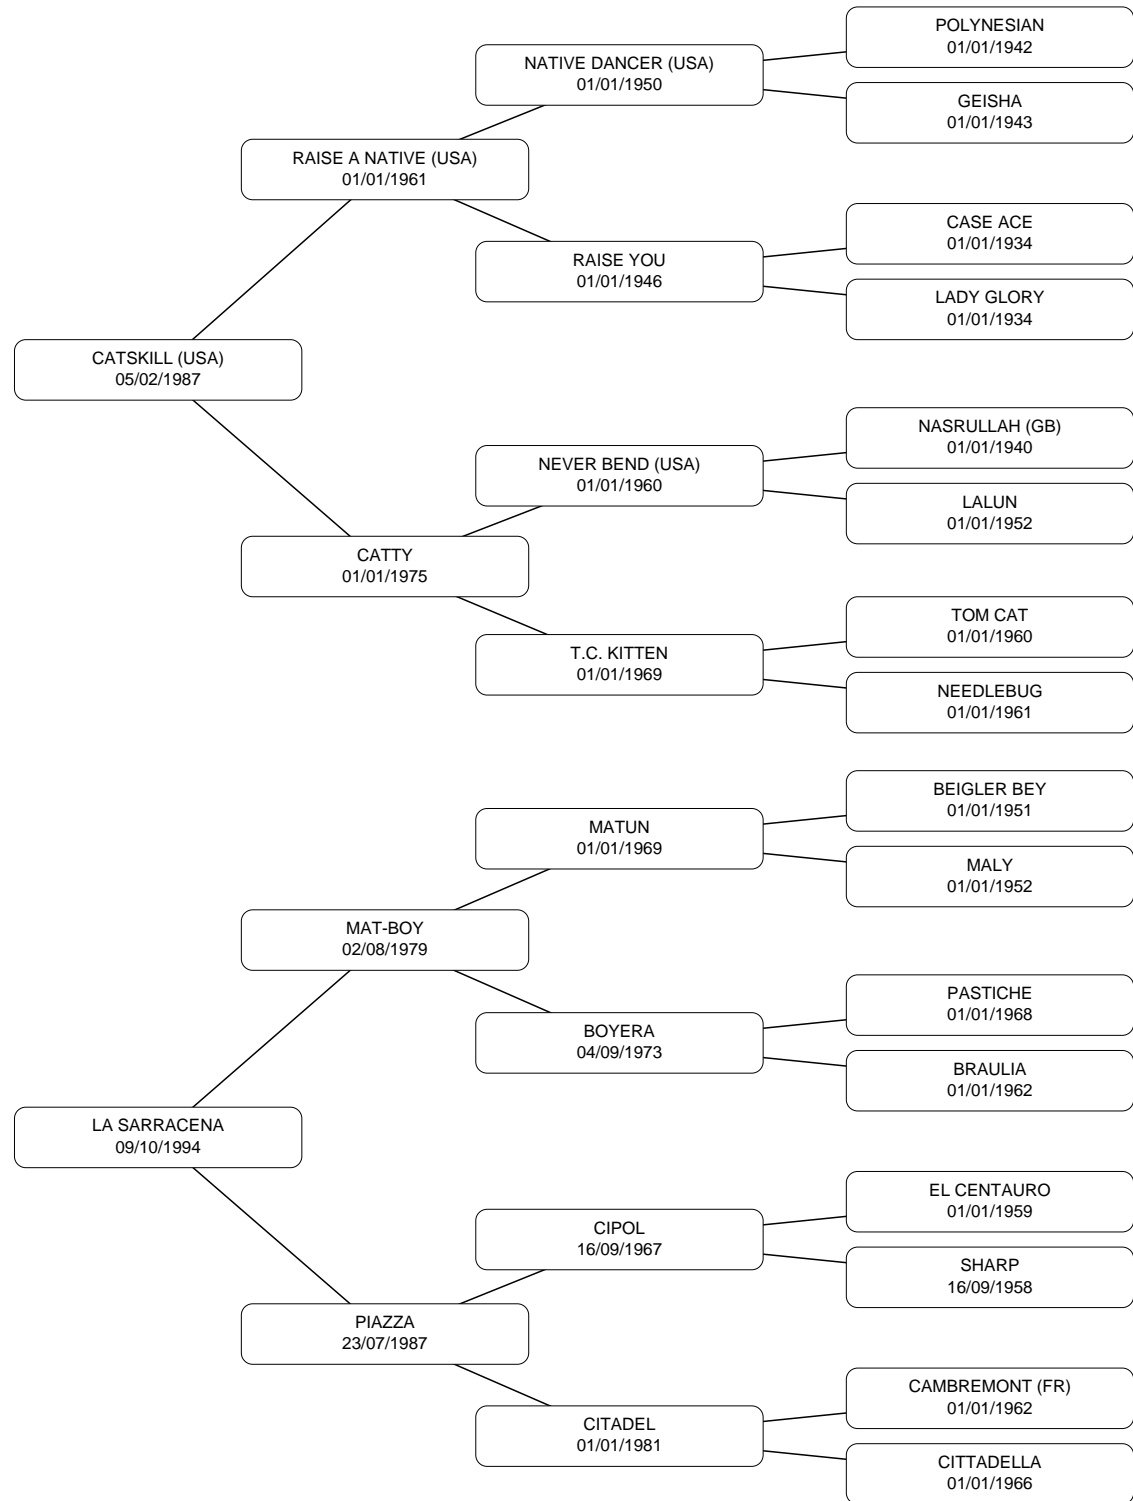 POLYNESIAN
01/01/1942
NATIVE DANCER (USA)
01/01/1950
GEISHA
01/01/1943
RAISE A NATIVE (USA)
01/01/1961
CASE ACE
01/01/1934
RAISE YOU
01/01/1946
LADY GLORY
01/01/1934
CATSKILL (USA)
05/02/1987
NASRULLAH (GB)
01/01/1940
NEVER BEND (USA)
01/01/1960
LALUN
01/01/1952
CATTY
01/01/1975
TOM CAT
01/01/1960
T.C. KITTEN
01/01/1969
NEEDLEBUG
01/01/1961
BEIGLER BEY
01/01/1951
MATUN
01/01/1969
MALY
01/01/1952
MAT-BOY
02/08/1979
PASTICHE
01/01/1968
BOYERA
04/09/1973
BRAULIA
01/01/1962
LA SARRACENA
09/10/1994
EL CENTAURO
01/01/1959
CIPOL
16/09/1967
SHARP
16/09/1958
PIAZZA
23/07/1987
CAMBREMONT (FR)
01/01/1962
CITADEL
01/01/1981
CITTADELLA
01/01/1966